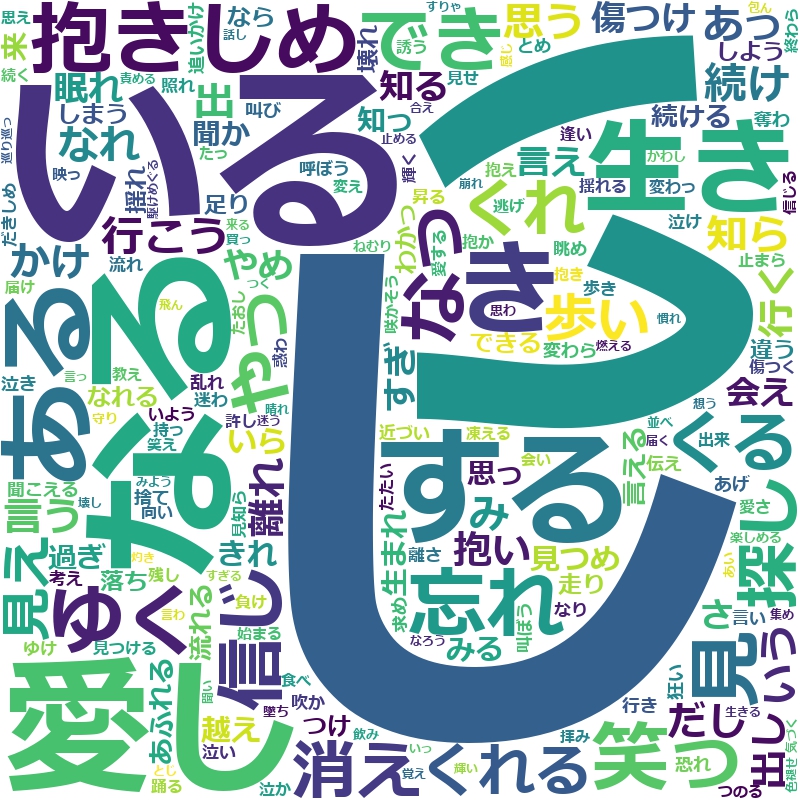 思え
来
続く
抱きしめ
追いかけ
なら
話し
すりや
誘う
でき
感じ
とめ
思う
傷つけ
あっ
しよう
包ん
終わら
いる
眠れ
しまう
なれ
責める
照れ
出
聞か
叫び
壊れ
知る
知っ
見せ
合え
止める
輝く
逢い
続け
続ける
奪わ
巡り巡っ
映っ
揺れ
駆けめぐる
たっ
足り
呼ぼう
変え
昇る
抱え
言え
崩れ
揺れる
生き
かわし
変わっ
信じる
だきしめ
行こう
来る
買っ
わかっ
愛する
逃げ
くれ
泣け
知ら
かけ
流れ
やめ
つく
ねむり
抱か
なっ
眺め
止まら
届け
ある
なる
飛ん
たおし
やっ
惑わ
咲かそう
き
思わ
抱き
歩き
歩い
慣れ
行く
泣き
言っ
教え
乱れ
迷わ
晴れ
すぎ
できる
変わら
燃える
違う
傷つく
会え
なれる
守り
いよう
許し
迷う
持つ
笑え
いら
近づい
凍える
想う
並べ
くる
出来
届く
伝え
会い
言える
聞こえる
みよう
捨て
向い
見知ら
離れ
たたい
する
思っ
み
あげ
愛さ
言う
壊し
見え
過ぎ
灼き
きれ
離さ
抱い
見つめ
楽しめる
探し
考え
落ち
残し
すぎる
生まれ
走り
あい
ゆく
言わ
負け
信じ
求め
忘れ
なり
さ
言い
集め
ゆけ
見つける
流れる
始まる
なろう
みる
叫ぼう
見
いう
愛し
あふれる
闘い
食べ
吹か
狂い
越え
墜ち
つけ
行き
だし
出し
生きる
泣い
飲み
いっ
拝み
笑っ
恐れ
色褪せ
気づく
とじ
踊る
泣か
消え
覚え
くれる
輝い
つのる
しっ